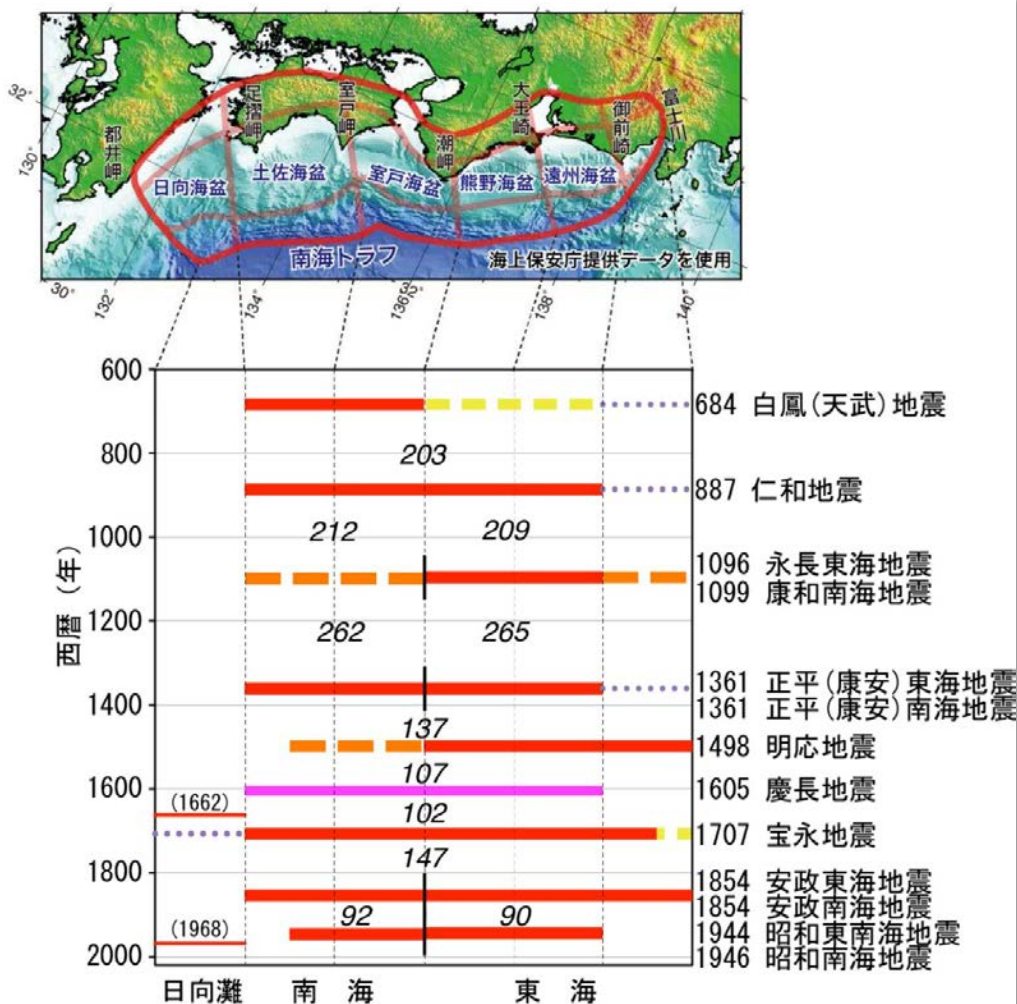 都井岬
足摺岬
室戸岬
潮岬
大王崎
御前崎
富士川
日向海盆
土佐海盆
室戸海盆
熊野海盆
遠州海盆
南海トラフ
海上保安庁提供データを使用
32°
130°
30°
132°
134°
136°
138°
140°
西暦(年)
600
800
1000
1200
1400
1600
1800
2000
203
212 209
262 265
137
107
102
147
92 90
(1662)
(1968)
684 白鳳(天武)地震
887 仁和地震
1096 永長東海地震
1099 康和南海地震
1361 正平(康安)東海地震
1361 正平(康安)南海地震
1498 明応地震
1605 慶長地震
1707 宝永地震
1854 安政東海地震
1854 安政南海地震
1944 昭和東南海地震
1946 昭和南海地震
日向灘 南海 東海